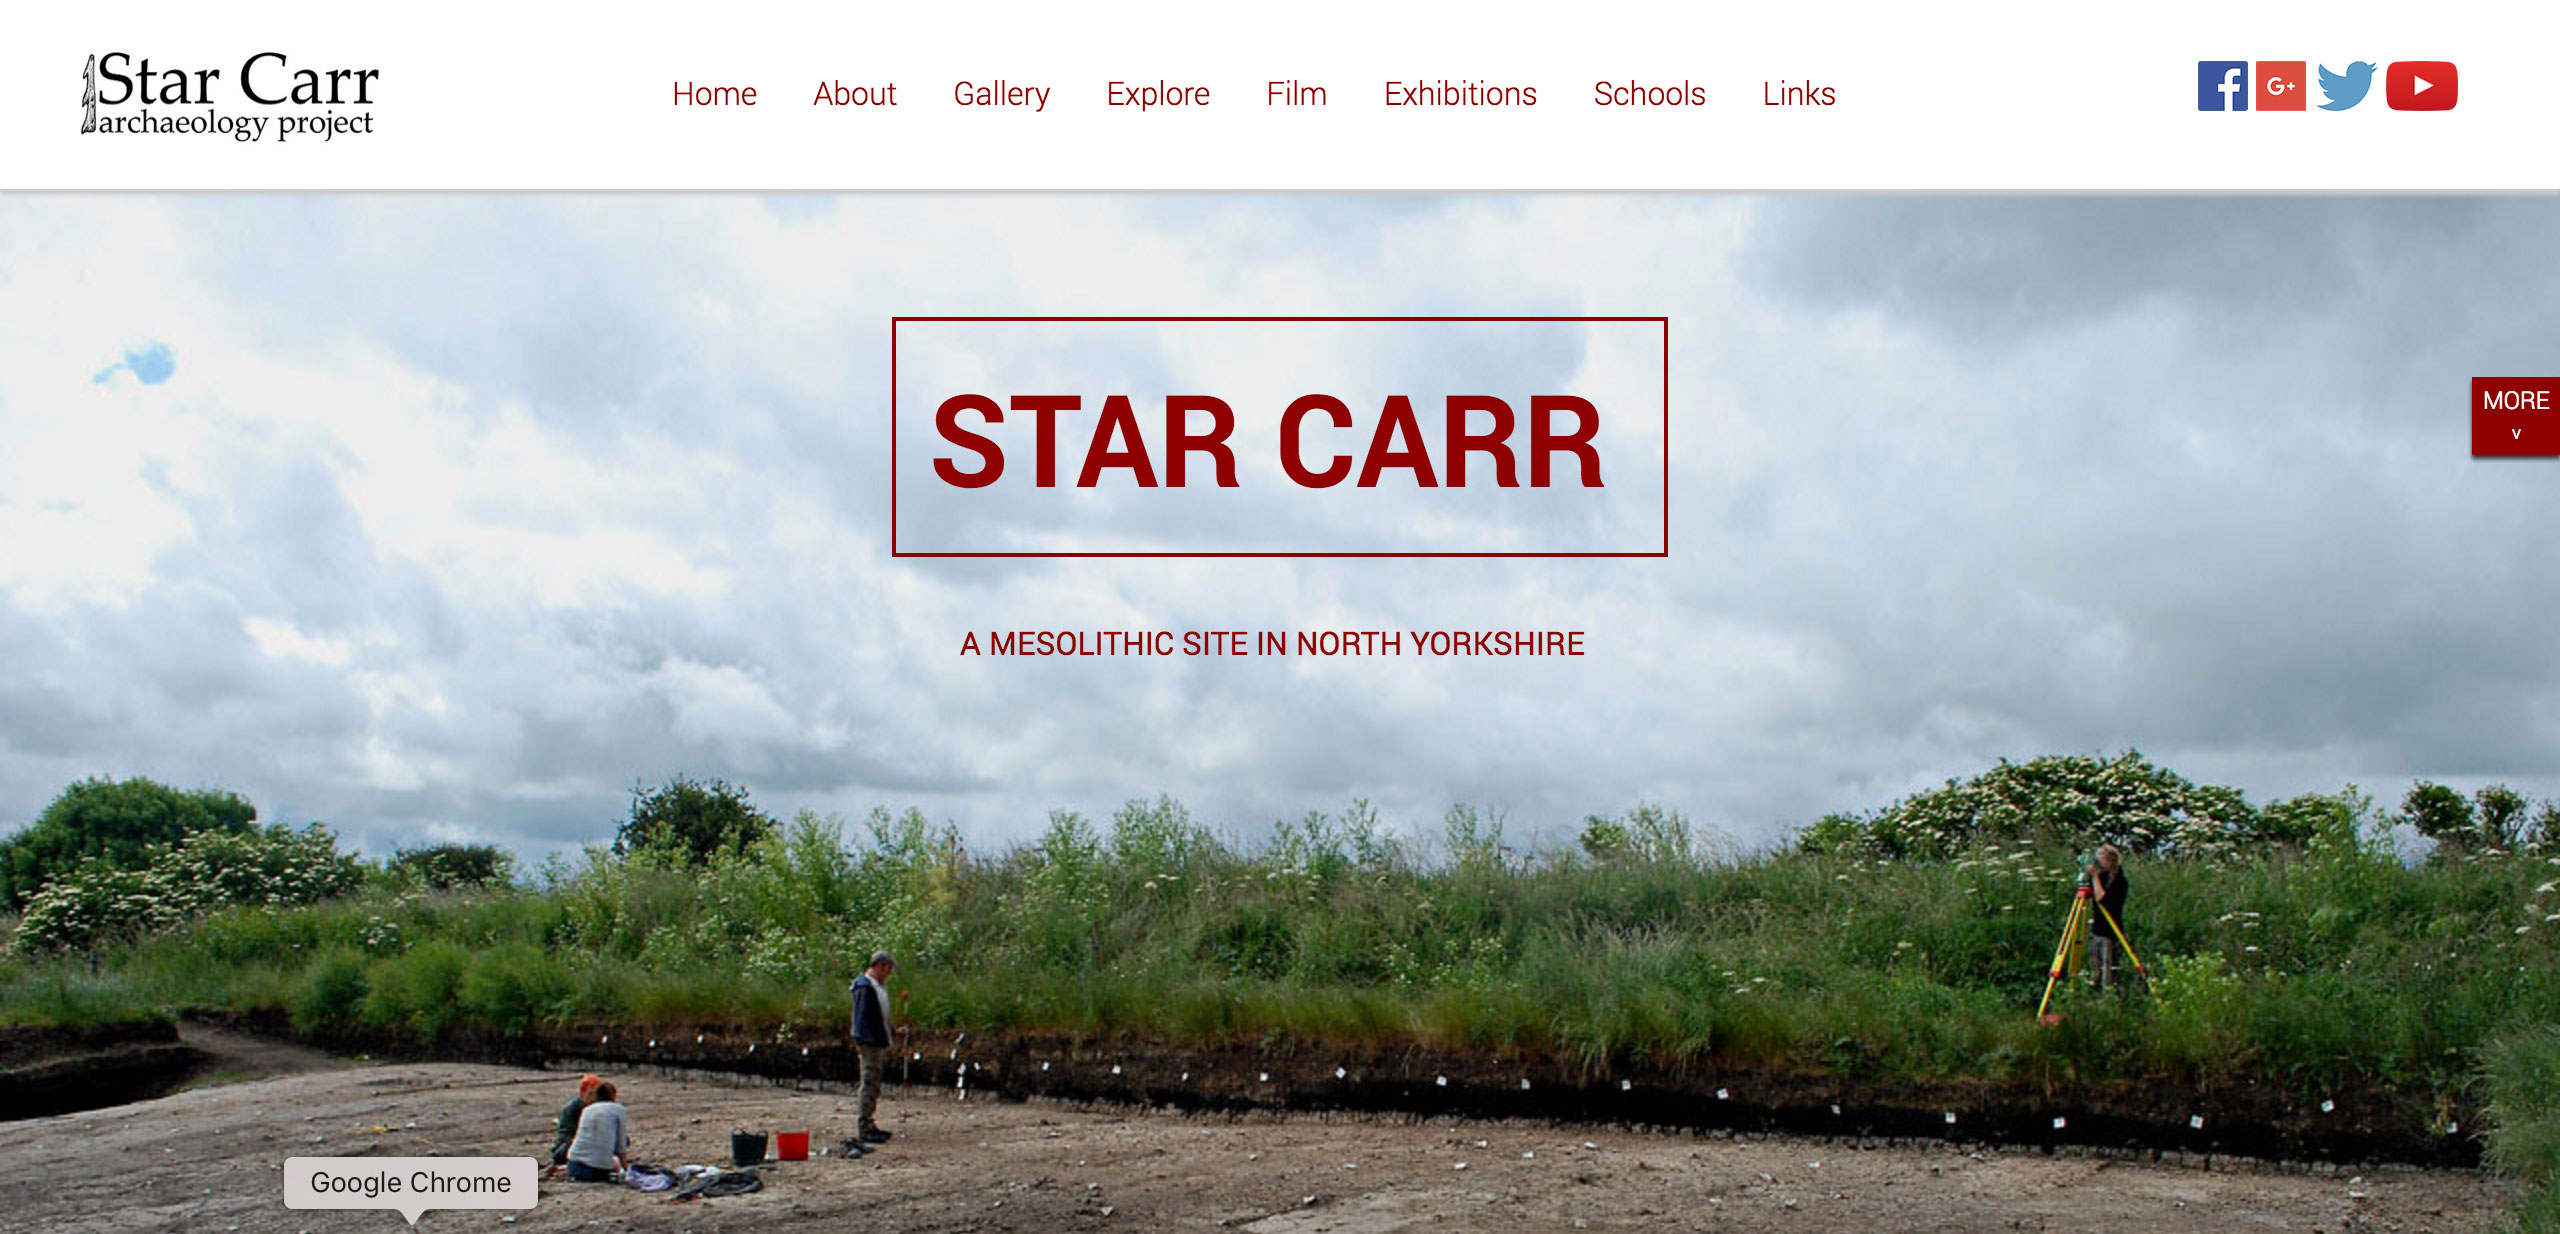 Star Carr
archaeology project
Home About Gallery Explore Film Exhibitions Schools Links
f G+
STAR CARR
MORE
v
A MESOLITHIC SITE IN NORTH YORKSHIRE
Google Chrome